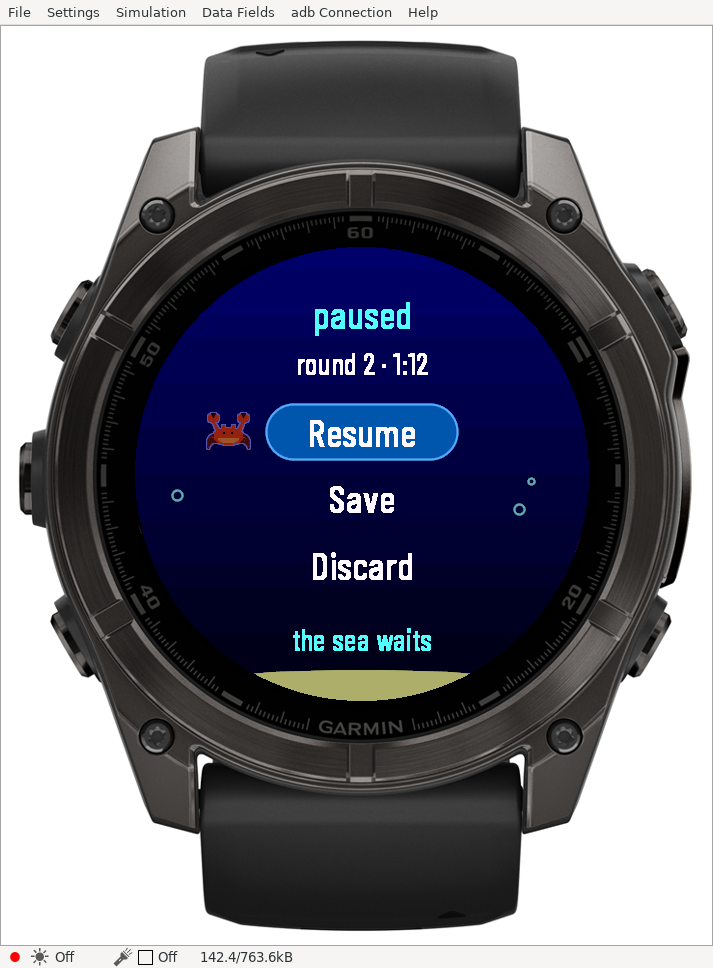 File Settings Simulation Data Fields adb Connection Help
60
50
paused
round 2 · 1:12
Resume
Save
Discard
40
20
the sea waits
GARMIN
Off Off 142.4/763.6kB